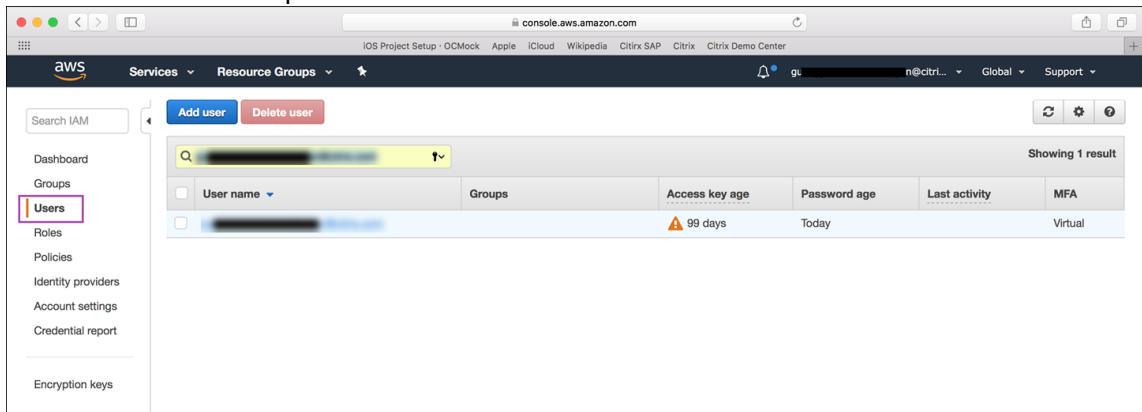 console.aws.amazon.com
iOS Project Setup · OCMock Apple iCloud Wikipedia Citirx SAP Citrix Citrix Demo Center
aws Services Resource Groups gu n@citri... Global Support
Search IAM
Add user Delete user
Showing 1 result
Dashboard
Groups
Users
Roles
Policies
Identity providers
Account settings
Credential report
Encryption keys
User name Groups Access key age Password age Last activity MFA
99 days Today Virtual